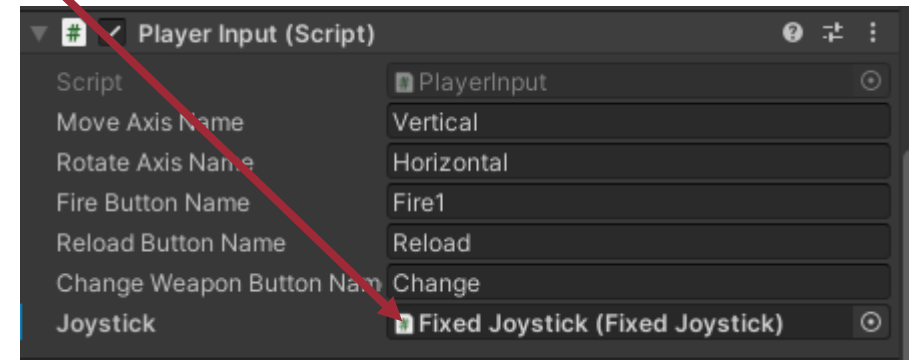 Player Input (Script)
Script PlayerInput
Move Axis Name Vertical
Rotate Axis Name Horizontal
Fire Button Name Fire1
Reload Button Name Reload
Change Weapon Button Nam Change
Joystick Fixed Joystick (Fixed Joystick)